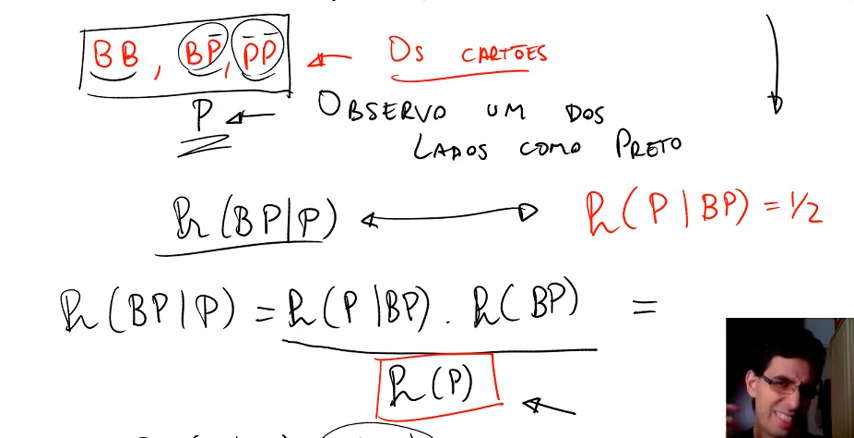 BB, BP, PP ← Os cartões
P ← Observo um dos
lados como preto
Pr(BP|P) ↔ Pr(P|BP) = 1/2
Pr(BP|P) = Pr(P|BP) . Pr(BP) =
Pr(P) ←